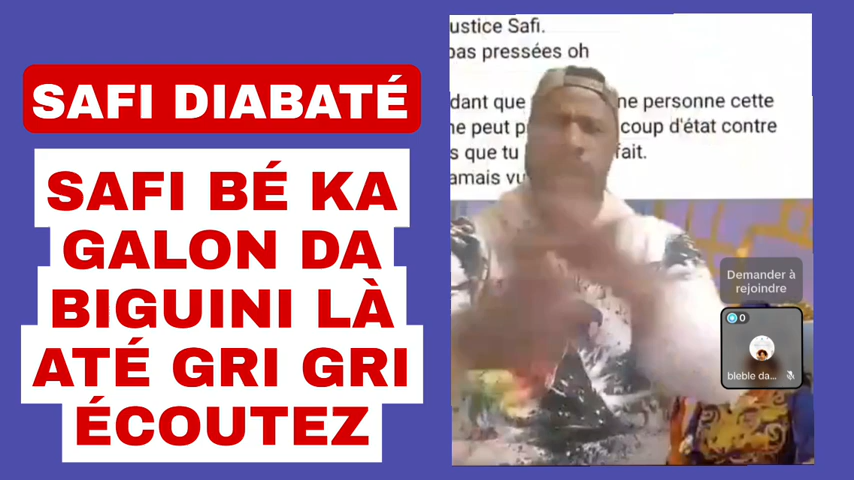 SAFI DIABATÉ
SAFI BÉ KA
GALON DA
BIGUINI LÀ
ATÉ GRI GRI
ÉCOUTEZ
ustice Safi.
pas pressées oh
dant que ne personne cette
ne peut coup d'état contre
s que tu fait.
amais vu
Demander à
rejoindre
0
bleble da...